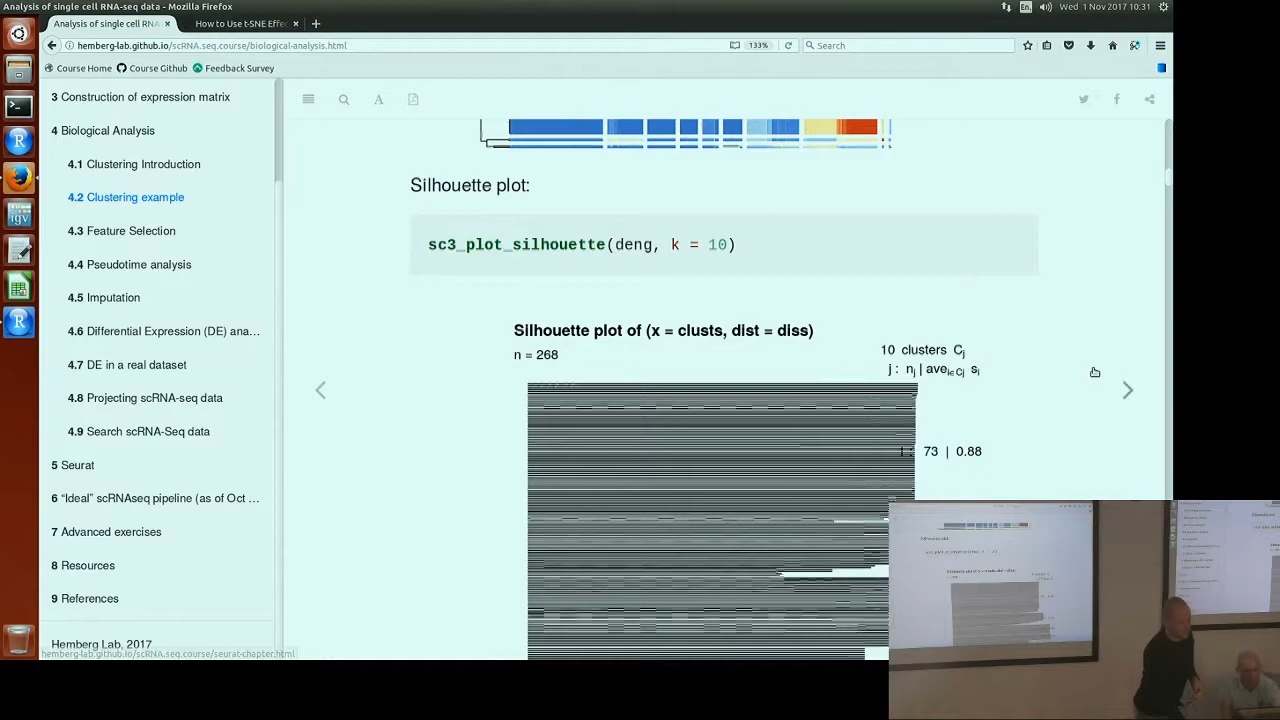 Analysis of single cell RNA-seq data - Mozilla Firefox
En
Wed 1 Nov 2017 10:31
Analysis of single cell RNA
How to Use t-SNE Effec
hemberg-lab.github.io/scRNA.seq.course/biological-analysis.html
133%
Search
Course Home
Course Github
Feedback Survey
3 Construction of expression matrix
4 Biological Analysis
4.1 Clustering Introduction
4.2 Clustering example
4.3 Feature Selection
4.4 Pseudotime analysis
4.5 Imputation
4.6 Differential Expression (DE) ana…
4.7 DE in a real dataset
4.8 Projecting scRNA-seq data
4.9 Search scRNA-Seq data
5 Seurat
6 “Ideal” scRNAseq pipeline (as of Oct …
7 Advanced exercises
8 Resources
9 References
Hemberg Lab, 2017
hemberg-lab.github.io/scRNA.seq.course/seurat-chapter.html
A
Silhouette plot:
sc3_plot_silhouette(deng, k = 10)
Silhouette plot of (x = clusts, dist = diss)
n = 268
10 clusters Cj
j : nj | avei∈Cj si
1 : 73 | 0.88
igv
R
R